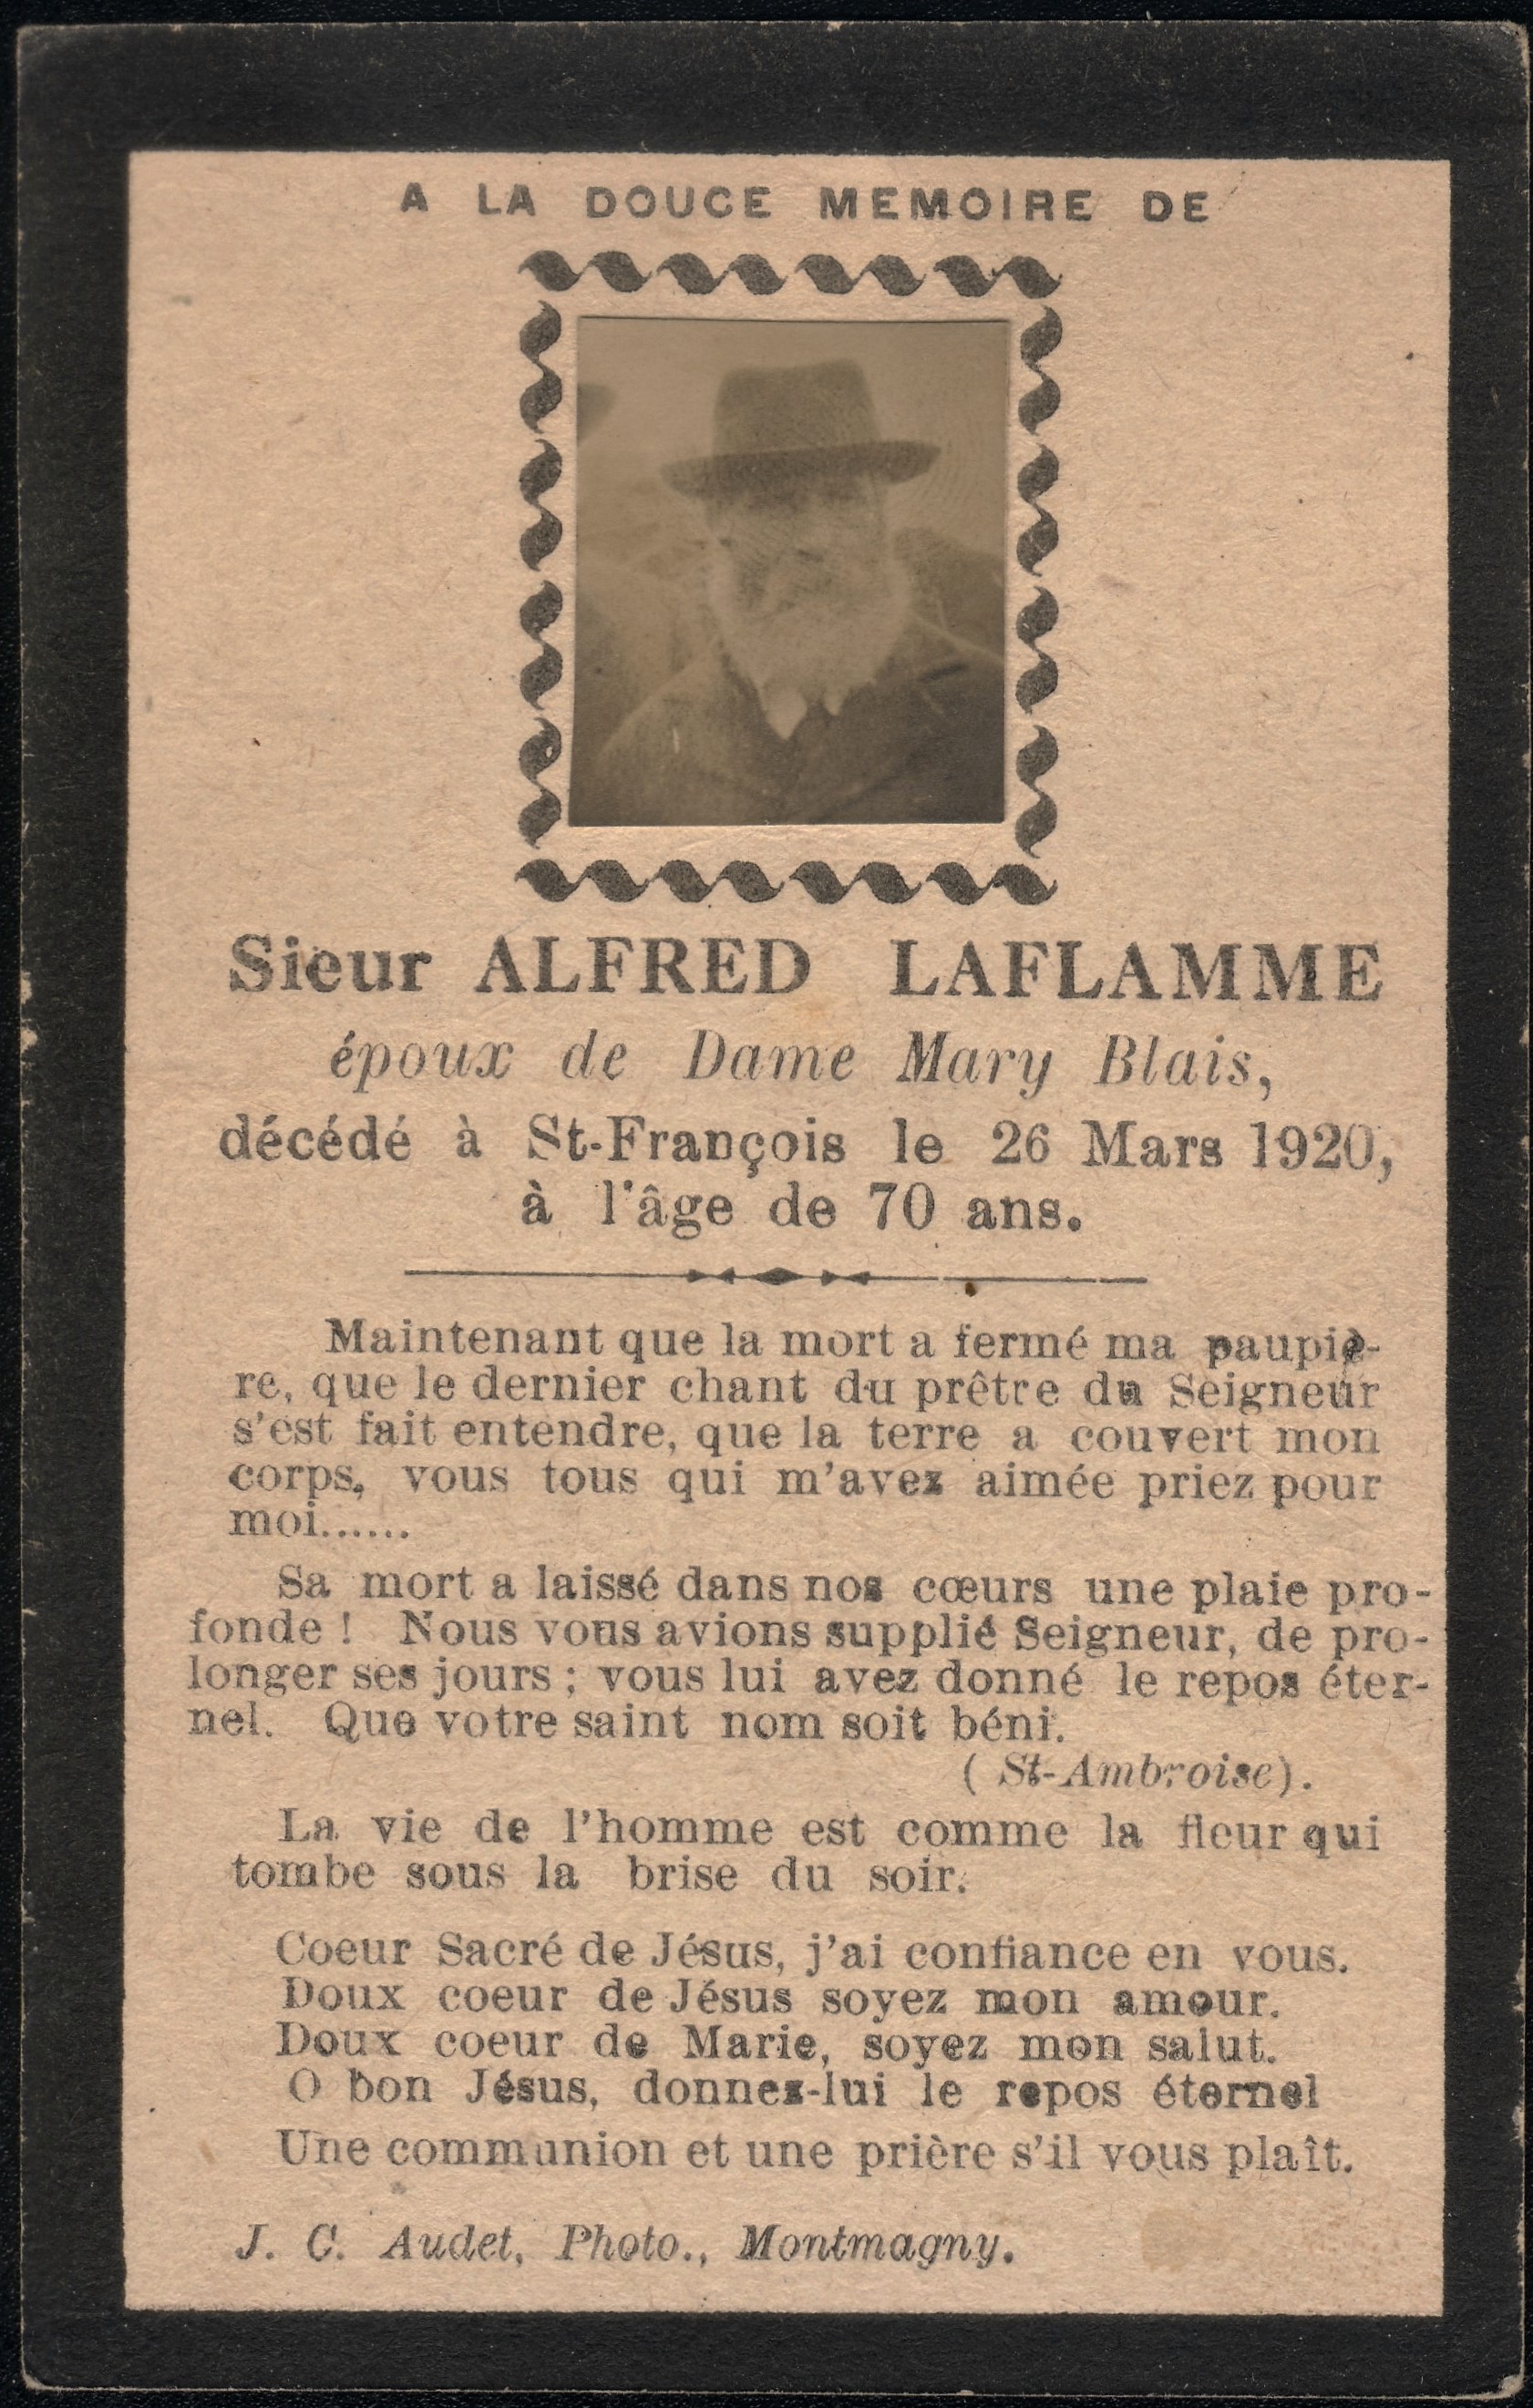 A LA DOUCE MEMOIRE DE
Sieur ALFRED LAFLAMME
époux de Dame Mary Blais,
décédé à St-François le 26 Mars 1920,
à l'âge de 70 ans.
Maintenant que la mort a fermé ma paupiè-
re, que le dernier chant du prêtre du Seigneur
s'est fait entendre, que la terre a couvert mon
corps, vous tous qui m'avez aimée priez pour
moi......
Sa mort a laissé dans nos cœurs une plaie pro-
fonde ! Nous vous avions supplié Seigneur, de pro-
longer ses jours ; vous lui avez donné le repos éter-
nel. Que votre saint nom soit béni.
( St-Ambroise).
La vie de l'homme est comme la fleur qui
tombe sous la brise du soir.
Coeur Sacré de Jésus, j'ai confiance en vous.
Doux coeur de Jésus soyez mon amour.
Doux coeur de Marie, soyez mon salut.
O bon Jésus, donnez-lui le repos éternel
Une communion et une prière s'il vous plaît.
J. C. Audet, Photo., Montmagny.